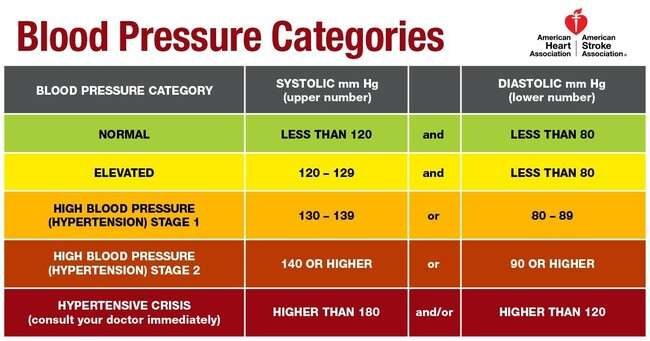 Blood Pressure Categories
American Heart Association
American Stroke Association®
BLOOD PRESSURE CATEGORY
SYSTOLIC mm Hg
(upper number)
DIASTOLIC mm Hg
(lower number)
NORMAL
LESS THAN 120
and
LESS THAN 80
ELEVATED
120 – 129
and
LESS THAN 80
HIGH BLOOD PRESSURE
(HYPERTENSION) STAGE 1
130 – 139
or
80 – 89
HIGH BLOOD PRESSURE
(HYPERTENSION) STAGE 2
140 OR HIGHER
or
90 OR HIGHER
HYPERTENSIVE CRISIS
(consult your doctor immediately)
HIGHER THAN 180
and/or
HIGHER THAN 120